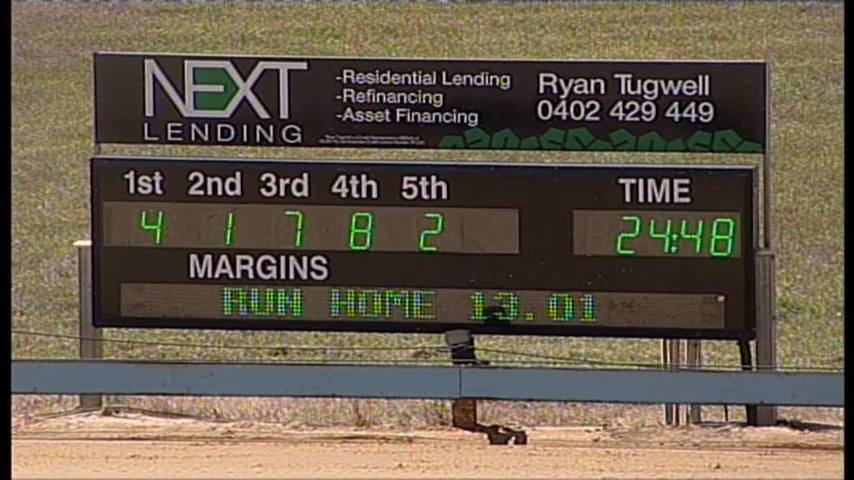 NEXT
LENDING
-Residential Lending
-Refinancing
-Asset Financing
Ryan Tugwell
0402 429 449
1st 2nd 3rd 4th 5th TIME
4 1 7 8 2 24:48
MARGINS
RUN HOME 13.01